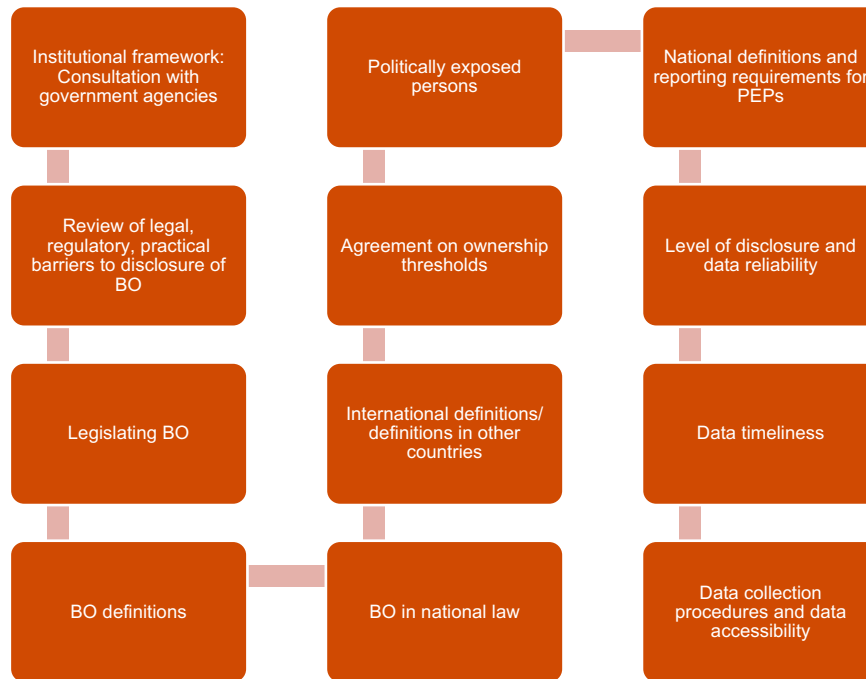 Institutional framework:
Consultation with
government agencies
Review of legal,
regulatory, practical
barriers to disclosure of
BO
Legislating BO
BO definitions
BO in national law
International definitions/
definitions in other
countries
Agreement on ownership
thresholds
Politically exposed
persons
National definitions and
reporting requirements for
PEPs
Level of disclosure and
data reliability
Data timeliness
Data collection
procedures and data
accessibility